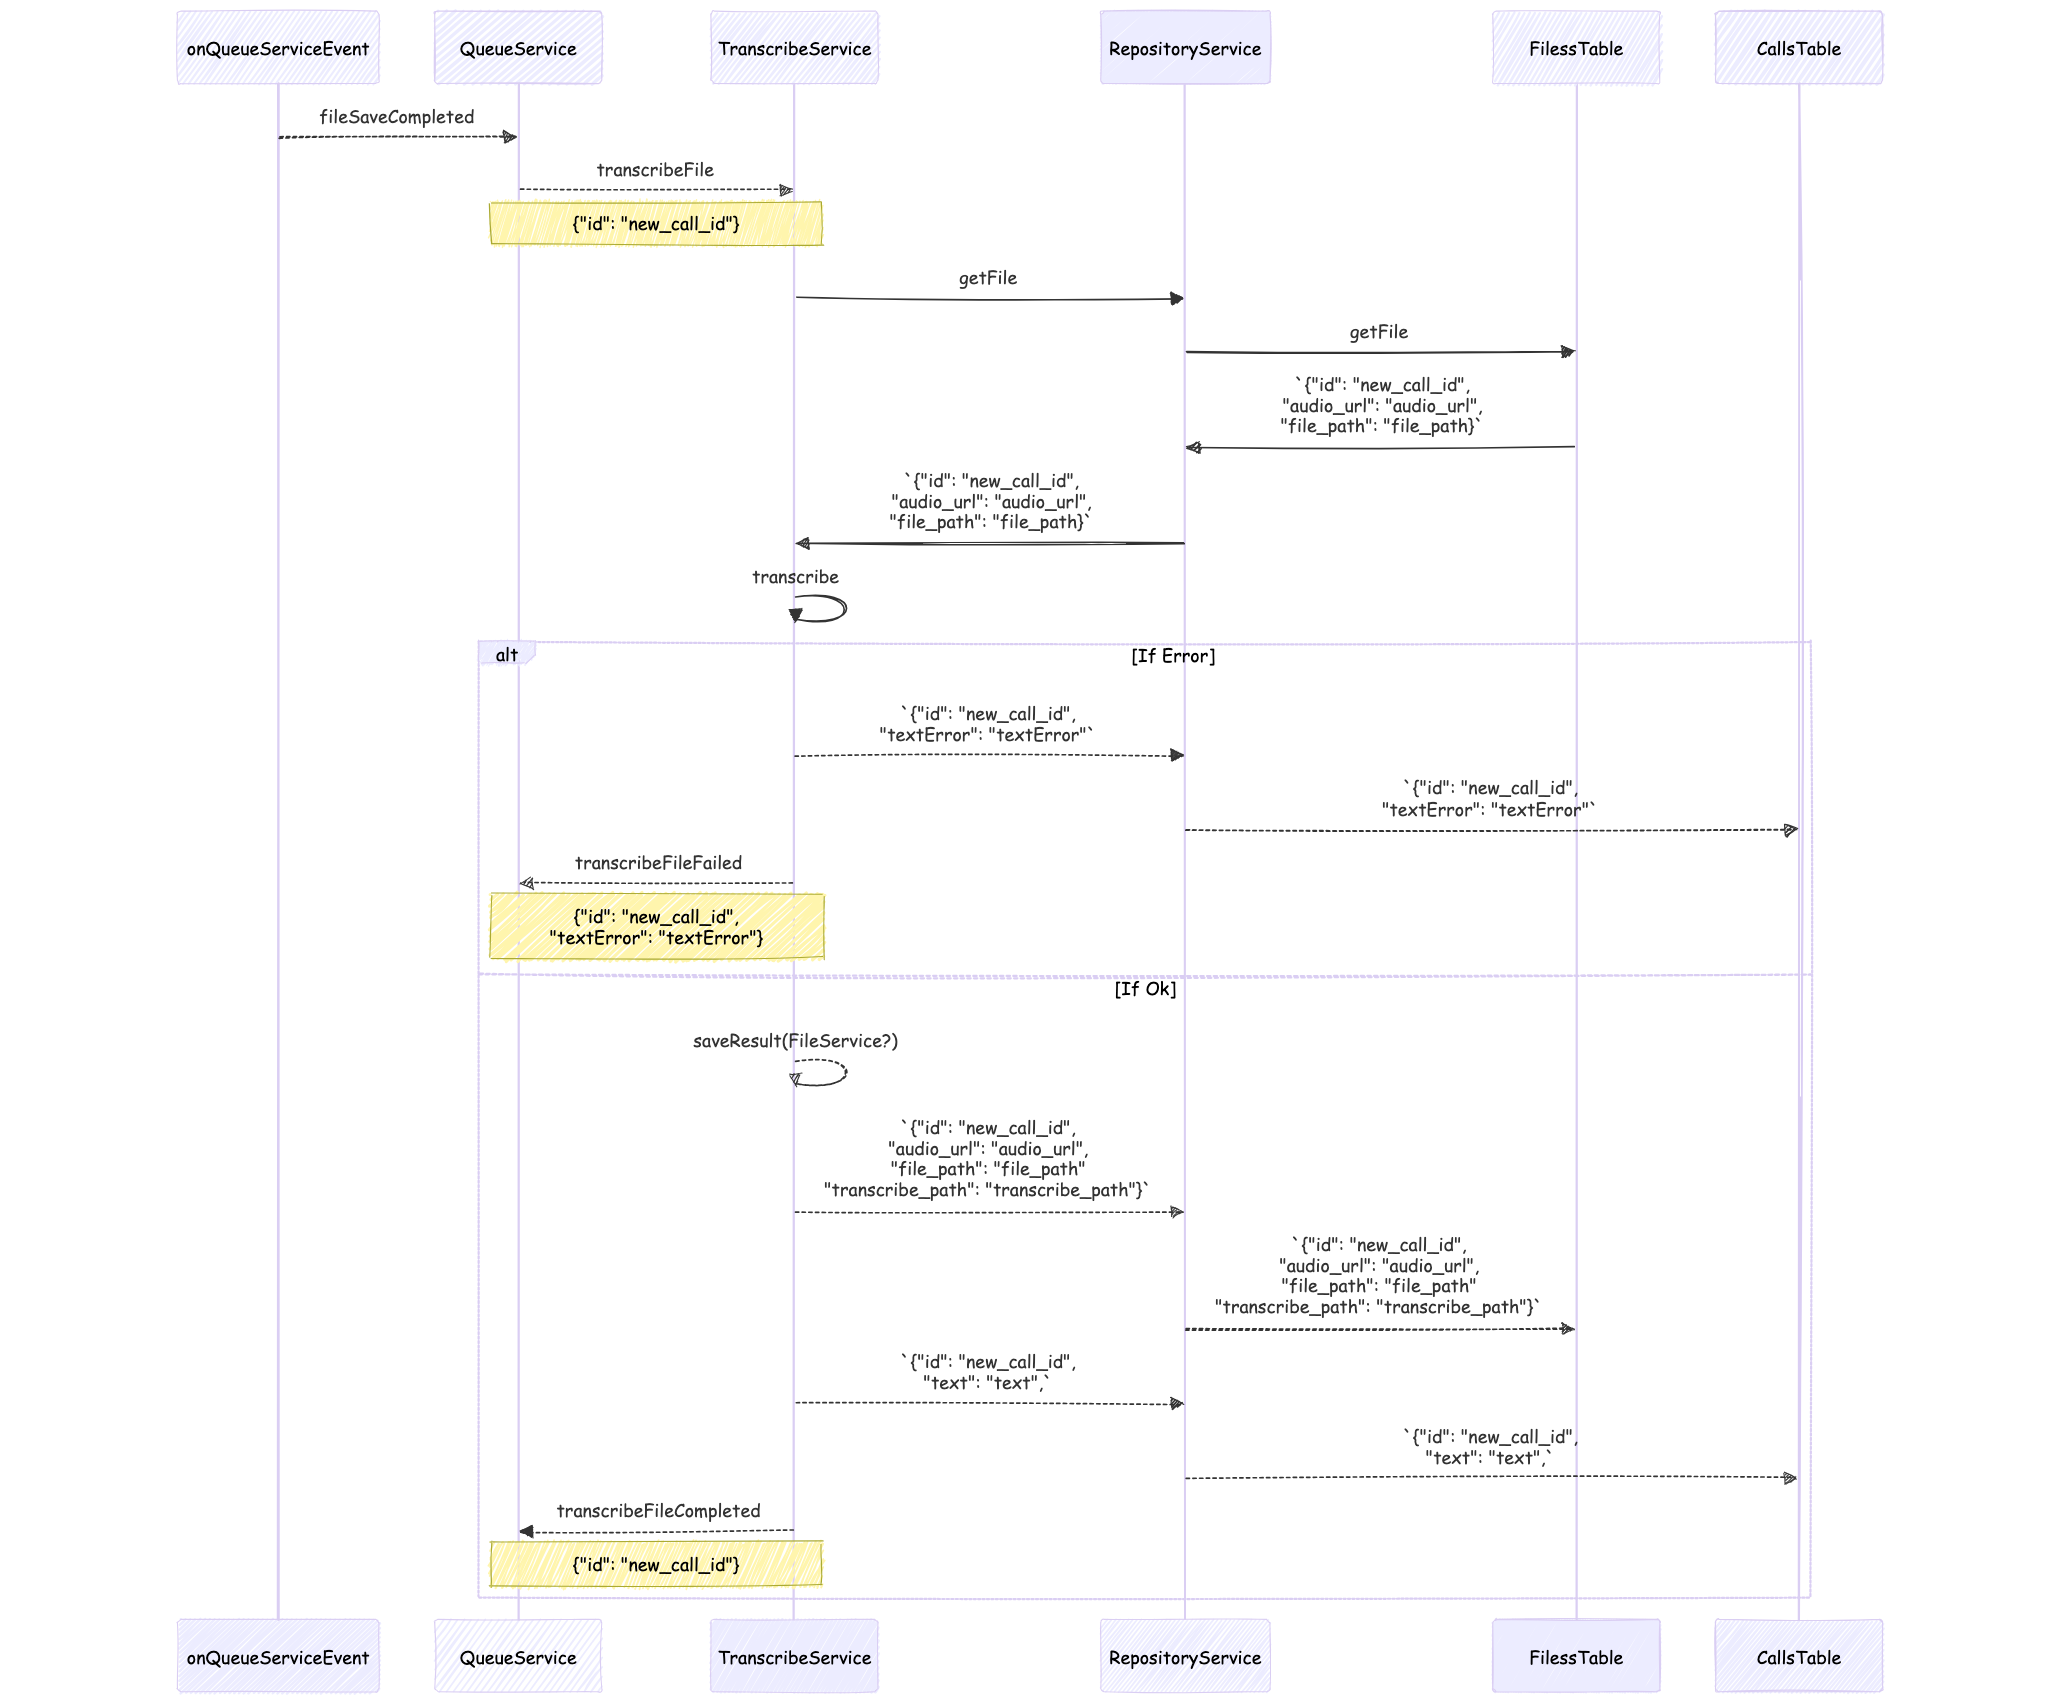 onQueueServiceEvent
QueueService
TranscribeService
RepositoryService
FilessTable
CallsTable
fileSaveCompleted
transcribeFile
{"id": "new_call_id"}
getFile
getFile
`{"id": "new_call_id",
"audio_url": "audio_url",
"file_path": "file_path}`
`{"id": "new_call_id",
"audio_url": "audio_url",
"file_path": "file_path}`
transcribe
alt
[If Error]
`{"id": "new_call_id",
"textError": "textError"`
`{"id": "new_call_id",
"textError": "textError"`
transcribeFileFailed
{"id": "new_call_id",
"textError": "textError"}
[If Ok]
saveResult(FileService?)
`{"id": "new_call_id",
"audio_url": "audio_url",
"file_path": "file_path"
"transcribe_path": "transcribe_path"}`
`{"id": "new_call_id",
"audio_url": "audio_url",
"file_path": "file_path"
"transcribe_path": "transcribe_path"}`
`{"id": "new_call_id",
"text": "text",`
`{"id": "new_call_id",
"text": "text",`
transcribeFileCompleted
{"id": "new_call_id"}
onQueueServiceEvent
QueueService
TranscribeService
RepositoryService
FilessTable
CallsTable